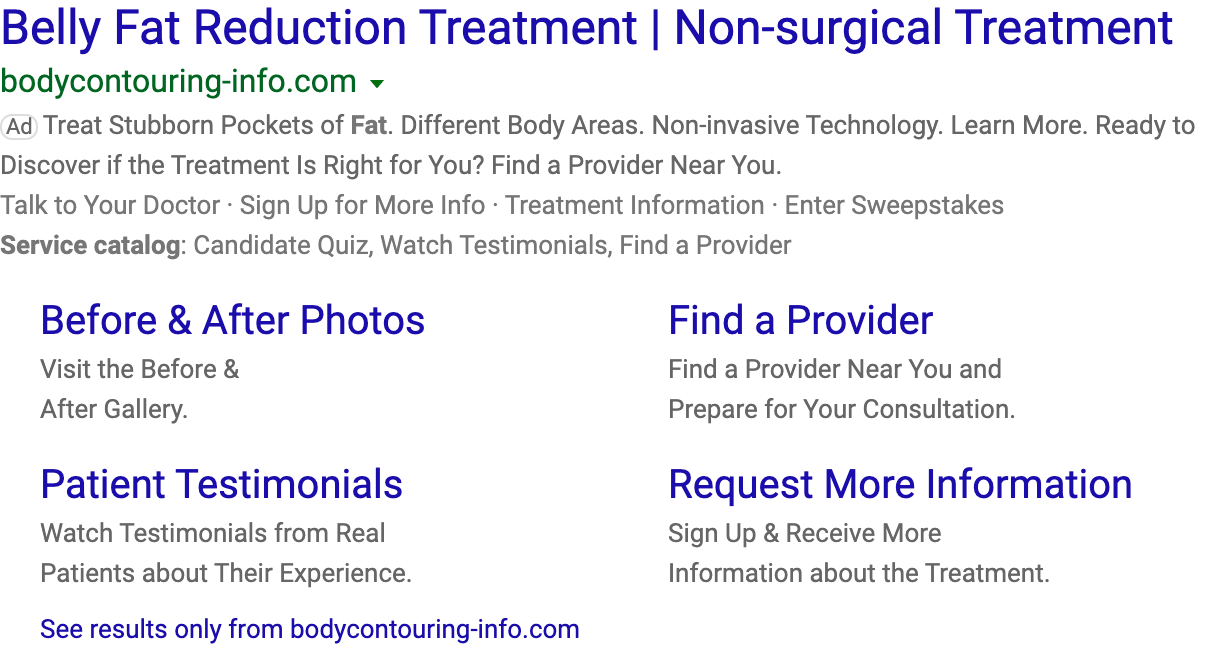 Belly Fat Reduction Treatment | Non-surgical Treatment
bodycontouring-info.com
Ad Treat Stubborn Pockets of Fat. Different Body Areas. Non-invasive Technology. Learn More. Ready to
Discover if the Treatment Is Right for You? Find a Provider Near You.
Talk to Your Doctor · Sign Up for More Info · Treatment Information · Enter Sweepstakes
Service catalog: Candidate Quiz, Watch Testimonials, Find a Provider
Before & After Photos
Visit the Before &
After Gallery.
Find a Provider
Find a Provider Near You and
Prepare for Your Consultation.
Patient Testimonials
Watch Testimonials from Real
Patients about Their Experience.
Request More Information
Sign Up & Receive More
Information about the Treatment.
See results only from bodycontouring-info.com